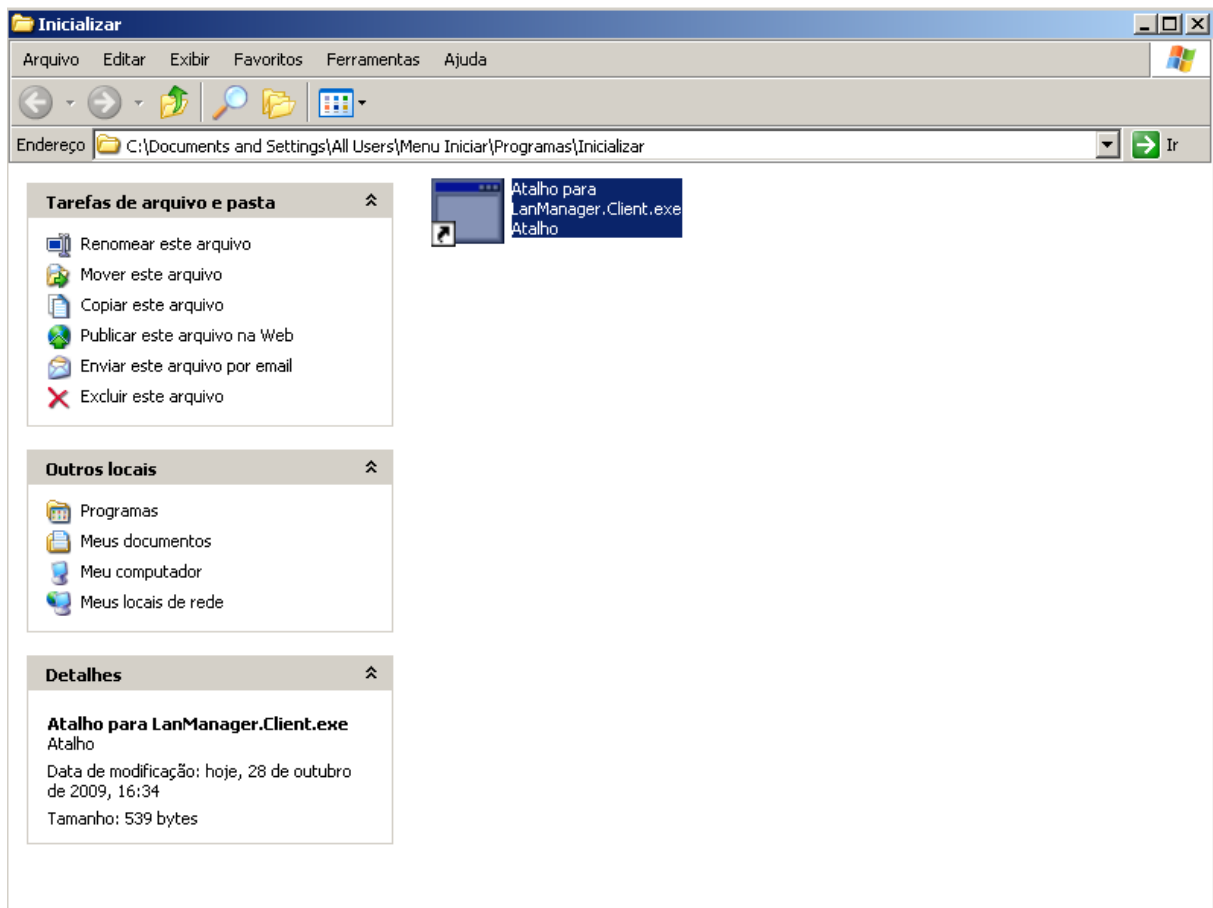 Inicializar
Arquivo Editar Exibir Favoritos Ferramentas Ajuda
Endereço C:\Documents and Settings\All Users\Menu Iniciar\Programas\Inicializar Ir
Tarefas de arquivo e pasta
Renomear este arquivo
Mover este arquivo
Copiar este arquivo
Publicar este arquivo na Web
Enviar este arquivo por email
Excluir este arquivo
Outros locais
Programas
Meus documentos
Meu computador
Meus locais de rede
Detalhes
Atalho para LanManager.Client.exe
Atalho
Data de modificação: hoje, 28 de outubro
de 2009, 16:34
Tamanho: 539 bytes
Atalho para
LanManager.Client.exe
Atalho